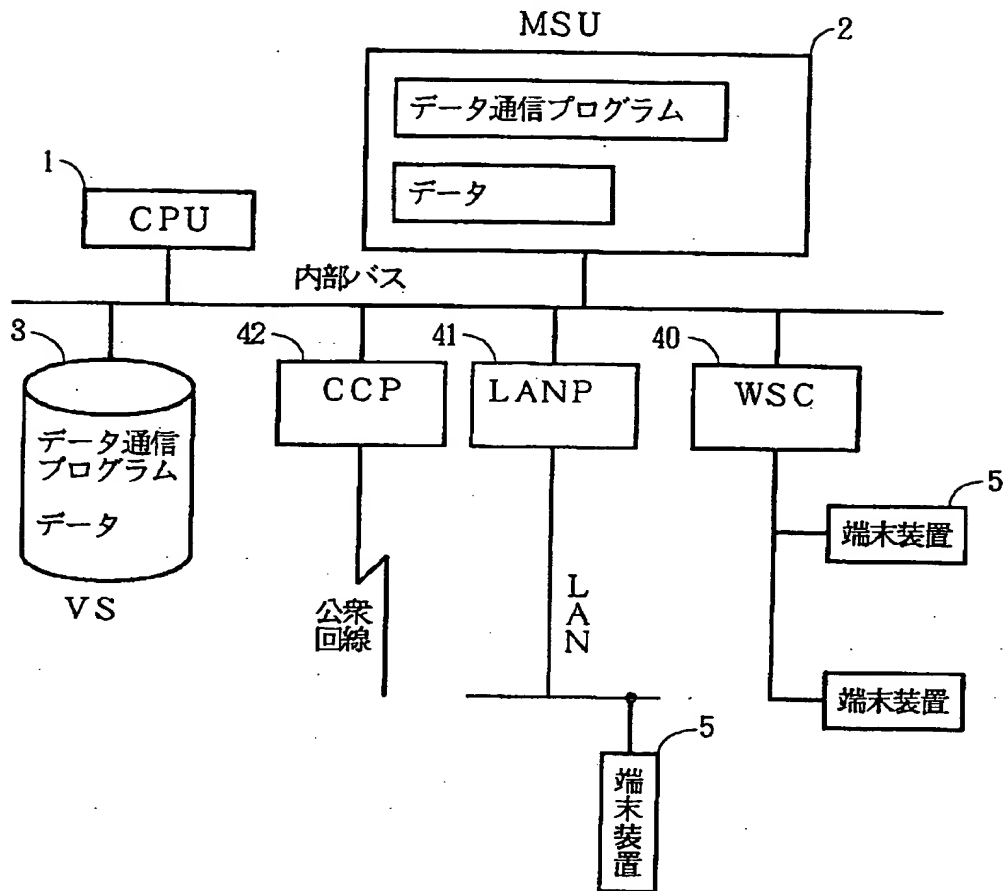 MSU
2
データ通信プログラム
データ
1
CPU
内部バス
3
42
41
40
CCP
LANP
WSC
データ通信
プログラム
データ
VS
公衆
回線
LAN
5
端末装置
端末装置
5
端末装置